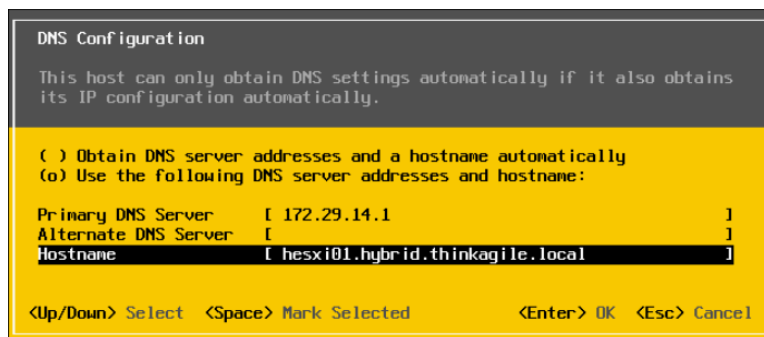 DNS Configuration
This host can only obtain DNS settings automatically if it also obtains
its IP configuration automatically.
( ) Obtain DNS server addresses and a hostname automatically
(o) Use the following DNS server addresses and hostname:
Primary DNS Server [ 172.29.14.1 ]
Alternate DNS Server [ ]
Hostname [ hesxi01.hybrid.thinkagile.local ]
<Up/Down> Select <Space> Mark Selected <Enter> OK <Esc> Cancel